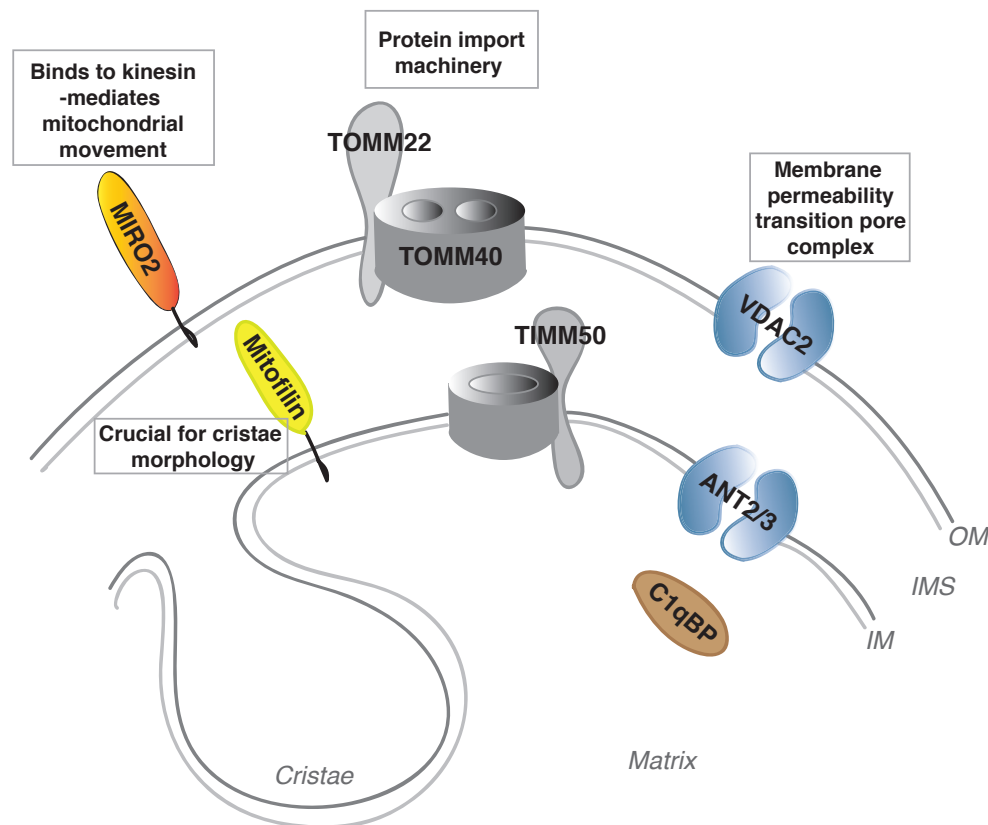 Protein import
machinery
Binds to kinesin
-mediates
mitochondrial
movement
TOMM22
Membrane
permeability
transition pore
complex
MIRO2
TOMM40
VDAC2
TIMM50
Mitofilin
Crucial for cristae
morphology
ANT2/3
OM
IMS
C1qBP
IM
Matrix
Cristae